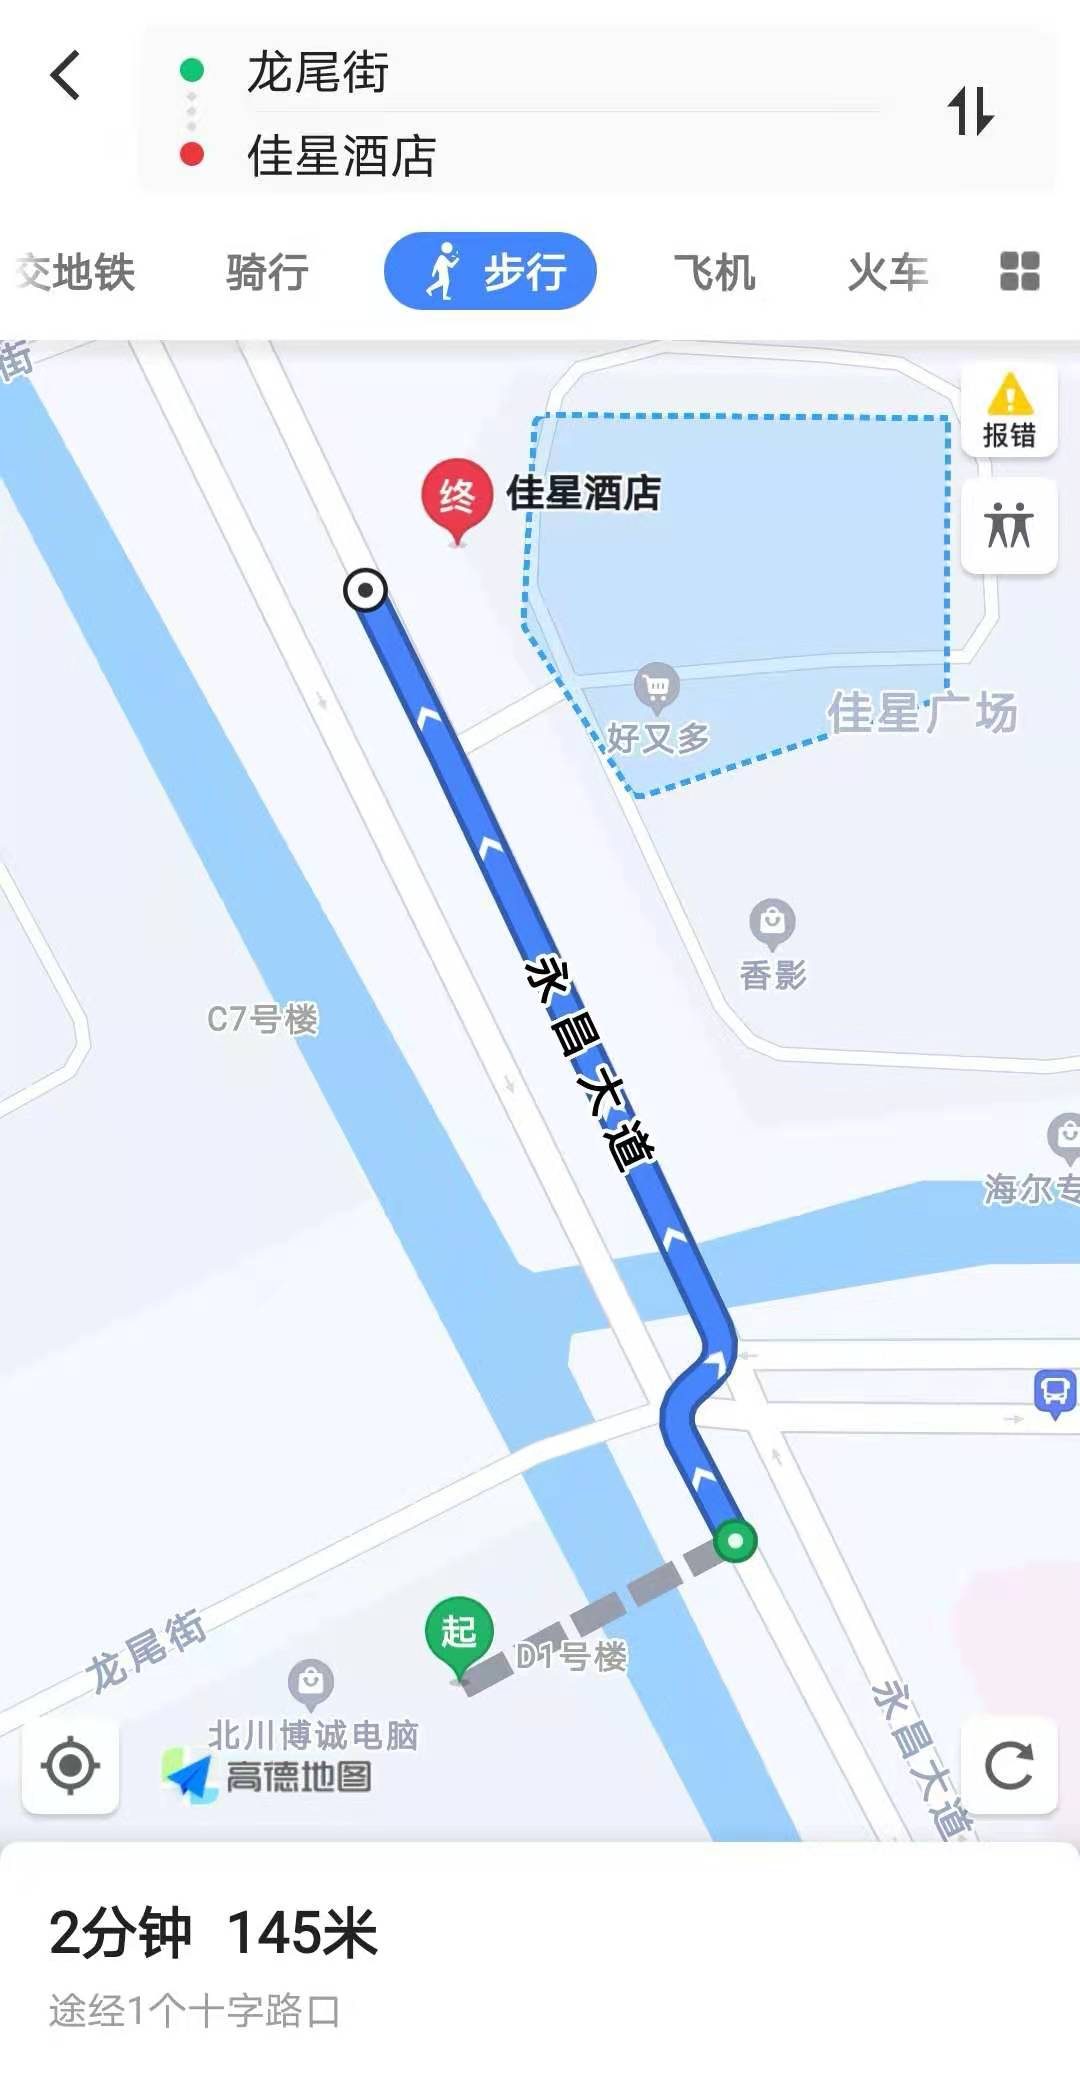 龙尾街
佳星酒店
交地铁
骑行
步行
飞机
火车
街
报错
终
佳星酒店
好又多
佳星广场
香影
永昌大道
C7号楼
海尔专
起
D1号楼
龙尾街
北川博诚电脑
高德地图
永昌大道
2分钟 145米
途经1个十字路口